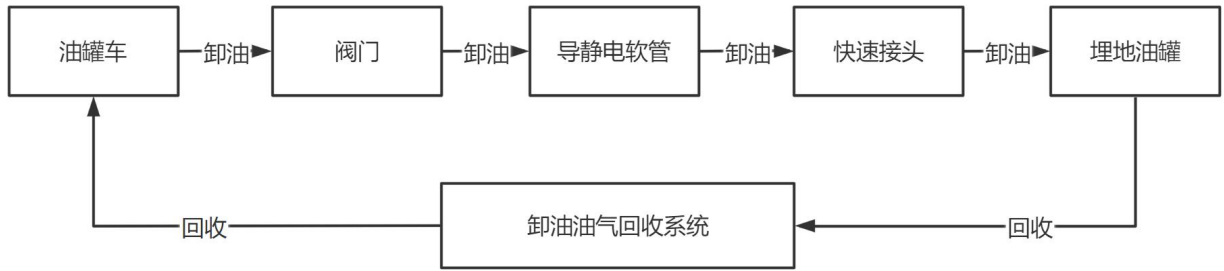 油罐车
卸油
阀门
卸油
导静电软管
卸油
快速接头
卸油
埋地油罐
回收
卸油油气回收系统
回收